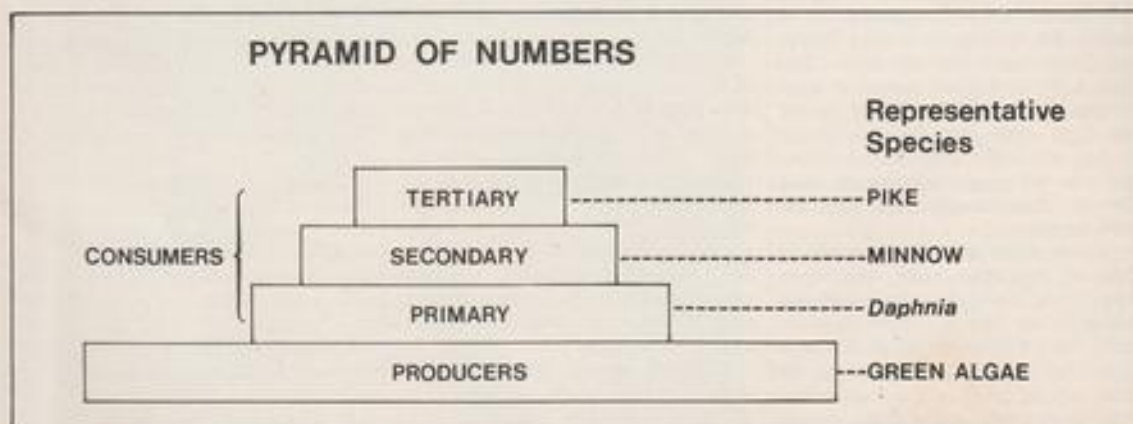 PYRAMID OF NUMBERS
Representative
Species
TERTIARY
PIKE
CONSUMERS
SECONDARY
MINNOW
PRIMARY
Daphnia
PRODUCERS
GREEN ALGAE